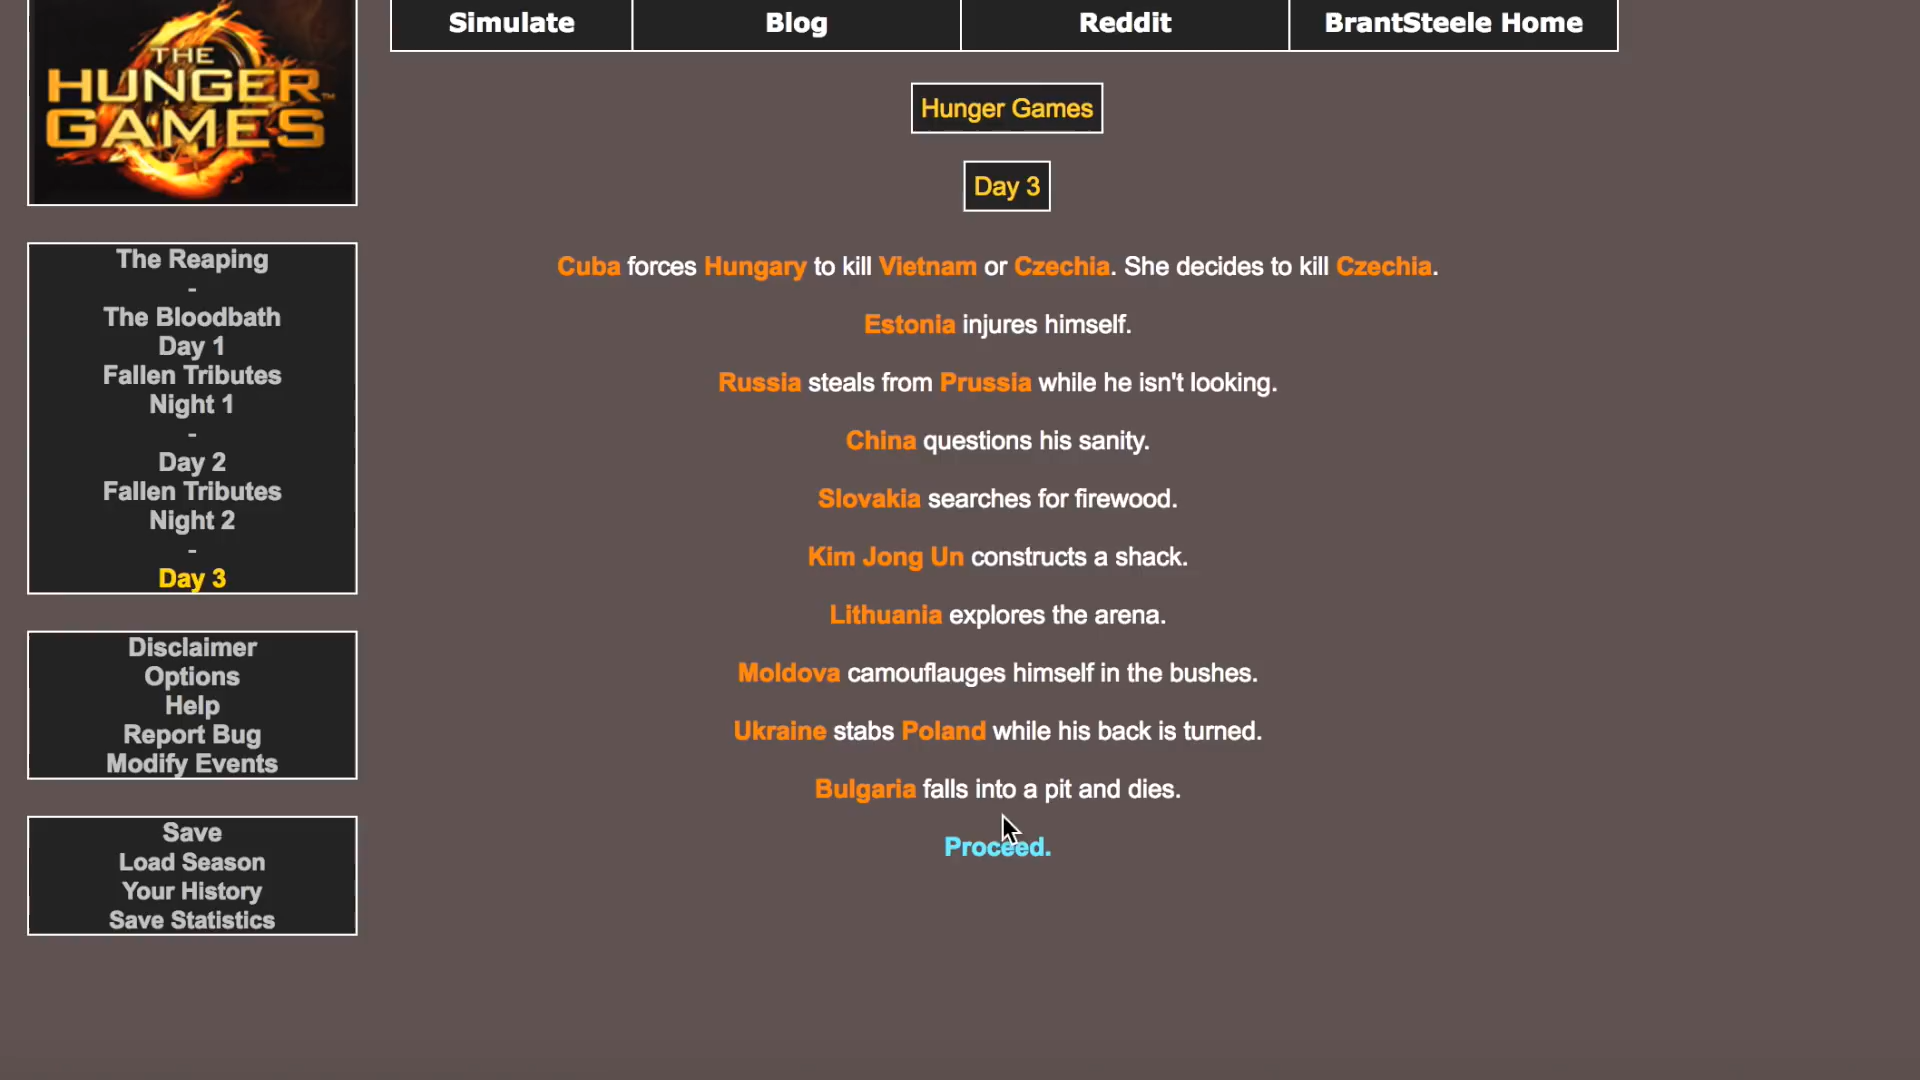 THE
HUNGER
GAMES
TM
Simulate
Blog
Reddit
BrantSteele Home
Hunger Games
Day 3
The Reaping
-
The Bloodbath
Day 1
Fallen Tributes
Night 1
-
Day 2
Fallen Tributes
Night 2
-
Day 3
Disclaimer
Options
Help
Report Bug
Modify Events
Save
Load Season
Your History
Save Statistics
Cuba forces Hungary to kill Vietnam or Czechia. She decides to kill Czechia.
Estonia injures himself.
Russia steals from Prussia while he isn't looking.
China questions his sanity.
Slovakia searches for firewood.
Kim Jong Un constructs a shack.
Lithuania explores the arena.
Moldova camouflauges himself in the bushes.
Ukraine stabs Poland while his back is turned.
Bulgaria falls into a pit and dies.
Proceed.